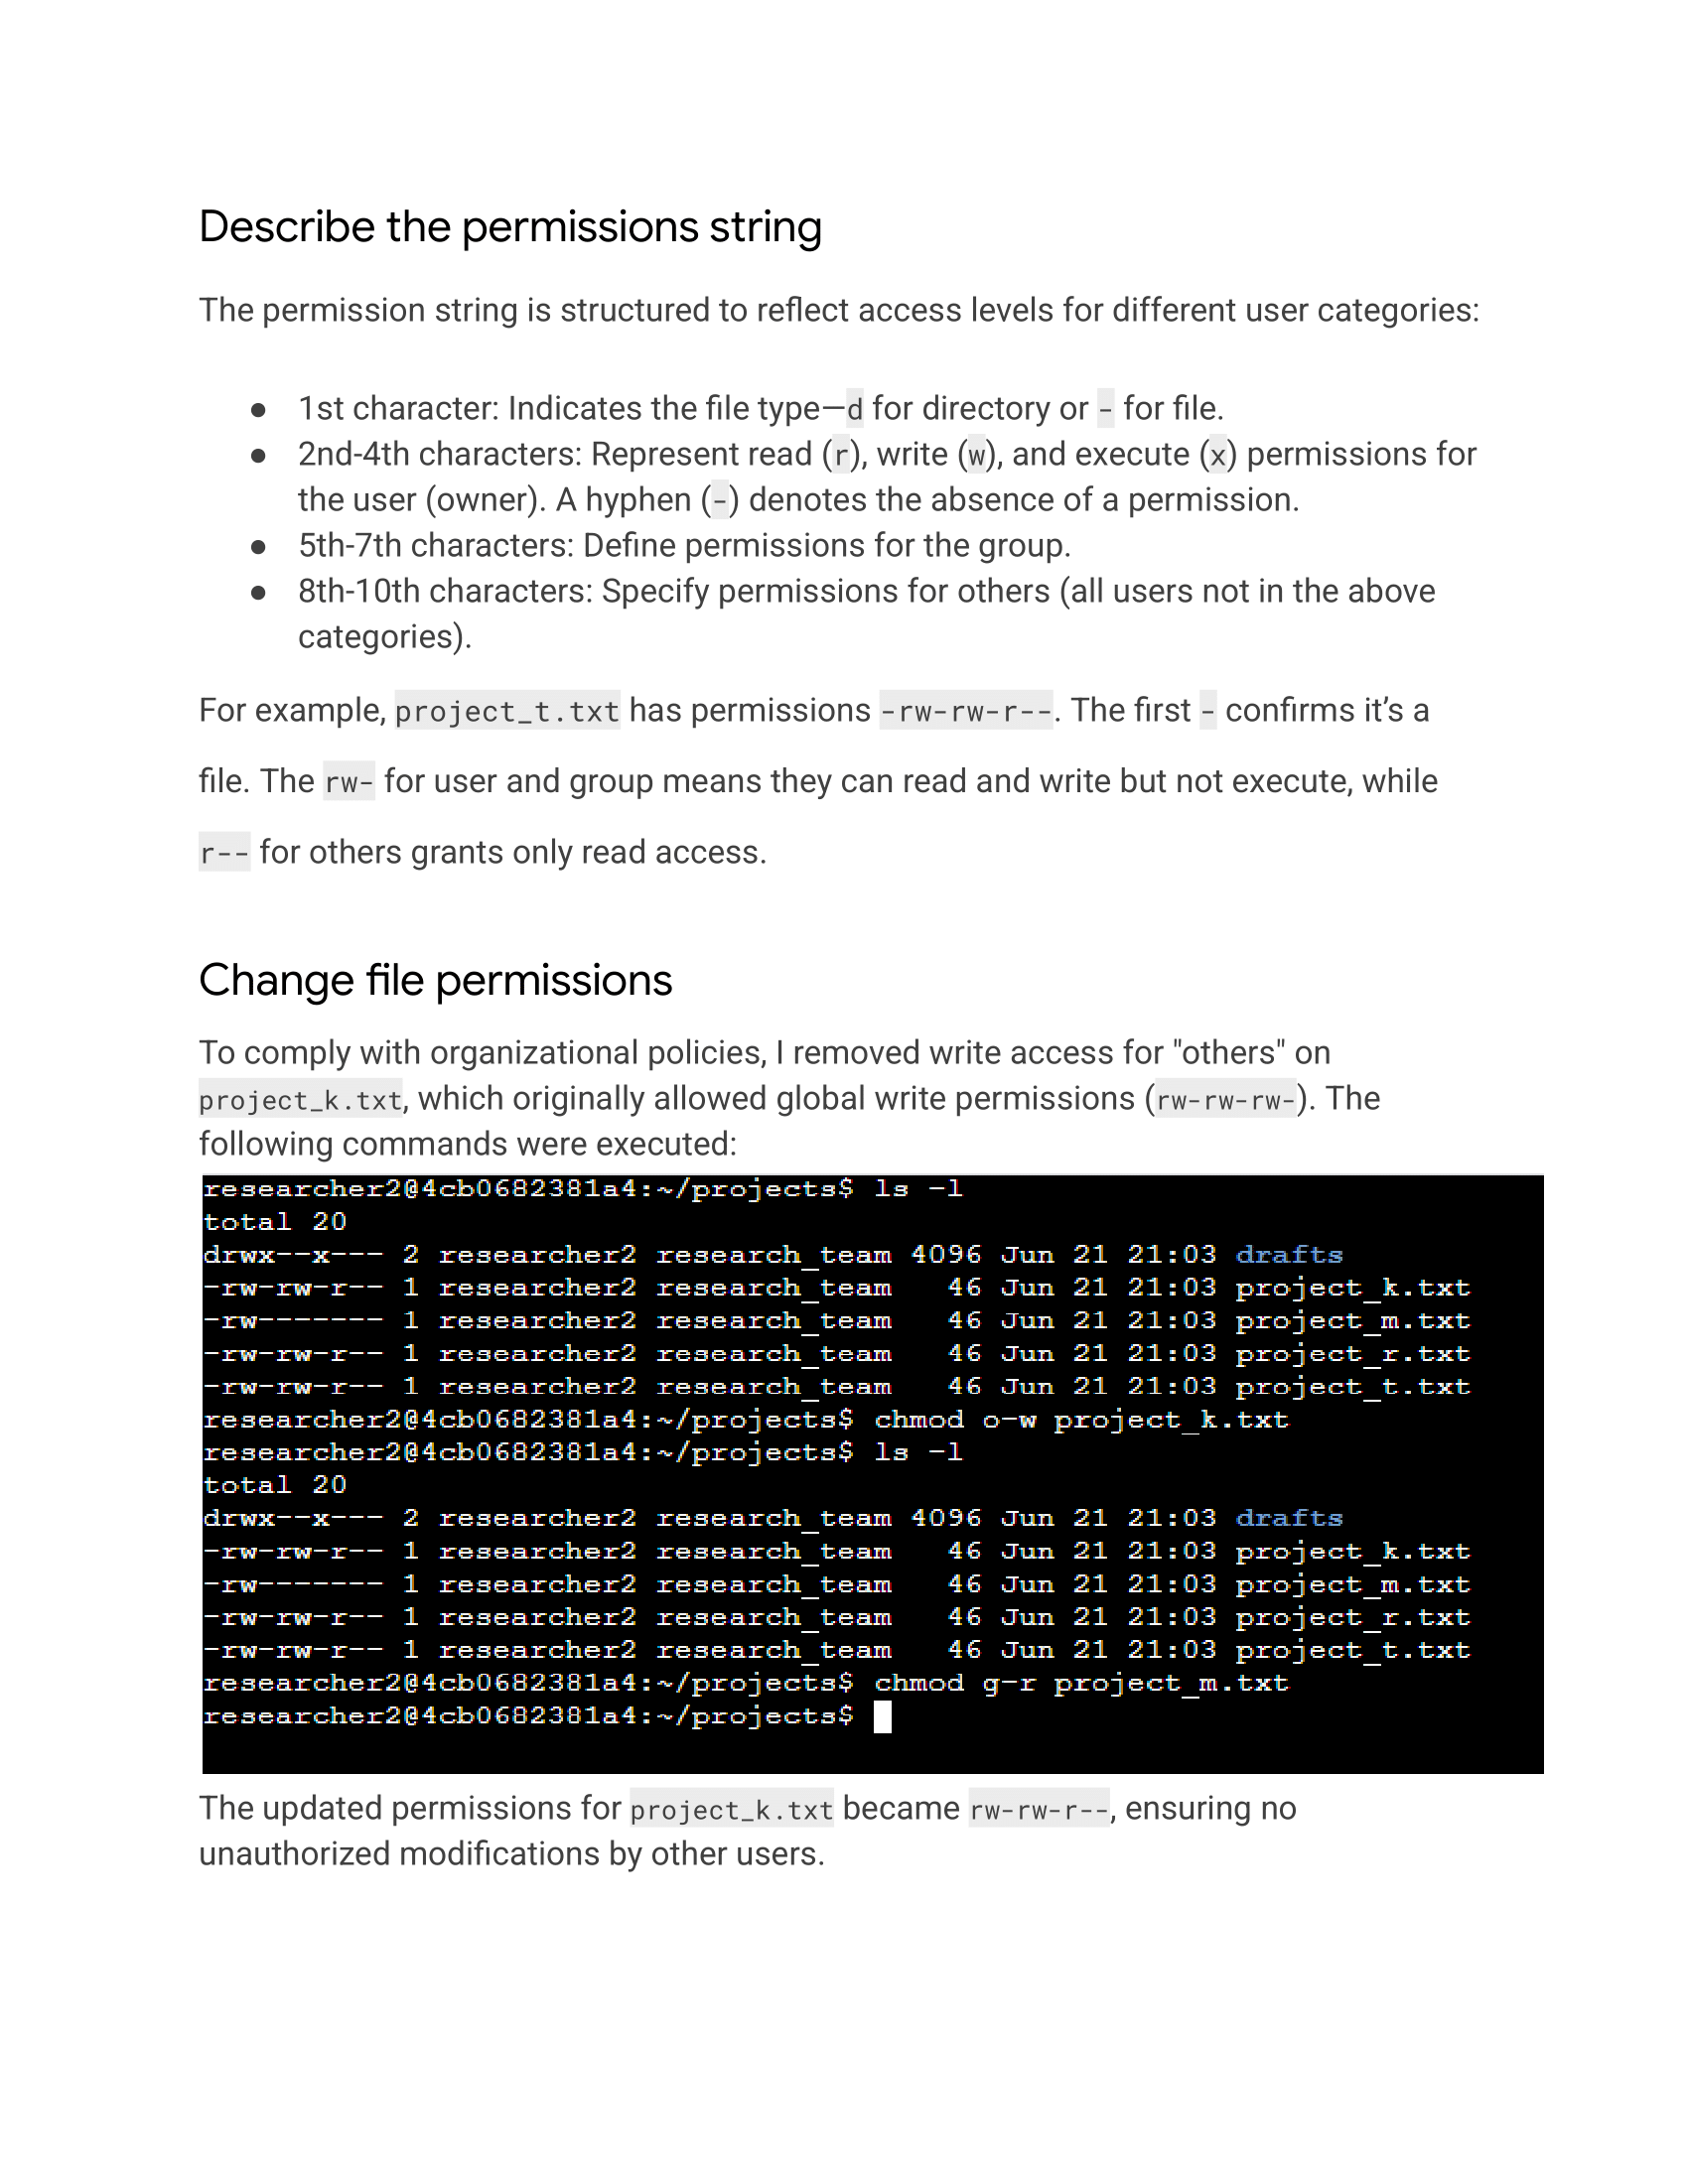 Describe the permissions string
The permission string is structured to reflect access levels for different user categories:
● 1st character: Indicates the file type—d for directory or - for file.
● 2nd-4th characters: Represent read (r), write (w), and execute (x) permissions for
the user (owner). A hyphen (-) denotes the absence of a permission.
● 5th-7th characters: Define permissions for the group.
● 8th-10th characters: Specify permissions for others (all users not in the above
categories).
For example, project_t.txt has permissions -rw-rw-r--. The first - confirms it’s a
file. The rw- for user and group means they can read and write but not execute, while
r-- for others grants only read access.
Change file permissions
To comply with organizational policies, I removed write access for "others" on
project_k.txt, which originally allowed global write permissions (rw-rw-rw-). The
following commands were executed:
researcher2@4cb0682381a4:~/projects$ ls -l
total 20
drwx--x--- 2 researcher2 research_team 4096 Jun 21 21:03 drafts
-rw-rw-r-- 1 researcher2 research_team   46 Jun 21 21:03 project_k.txt
-rw------- 1 researcher2 research_team   46 Jun 21 21:03 project_m.txt
-rw-rw-r-- 1 researcher2 research_team   46 Jun 21 21:03 project_r.txt
-rw-rw-r-- 1 researcher2 research_team   46 Jun 21 21:03 project_t.txt
researcher2@4cb0682381a4:~/projects$ chmod o-w project_k.txt
researcher2@4cb0682381a4:~/projects$ ls -l
total 20
drwx--x--- 2 researcher2 research_team 4096 Jun 21 21:03 drafts
-rw-rw-r-- 1 researcher2 research_team   46 Jun 21 21:03 project_k.txt
-rw------- 1 researcher2 research_team   46 Jun 21 21:03 project_m.txt
-rw-rw-r-- 1 researcher2 research_team   46 Jun 21 21:03 project_r.txt
-rw-rw-r-- 1 researcher2 research_team   46 Jun 21 21:03 project_t.txt
researcher2@4cb0682381a4:~/projects$ chmod g-r project_m.txt
researcher2@4cb0682381a4:~/projects$
The updated permissions for project_k.txt became rw-rw-r--, ensuring no
unauthorized modifications by other users.